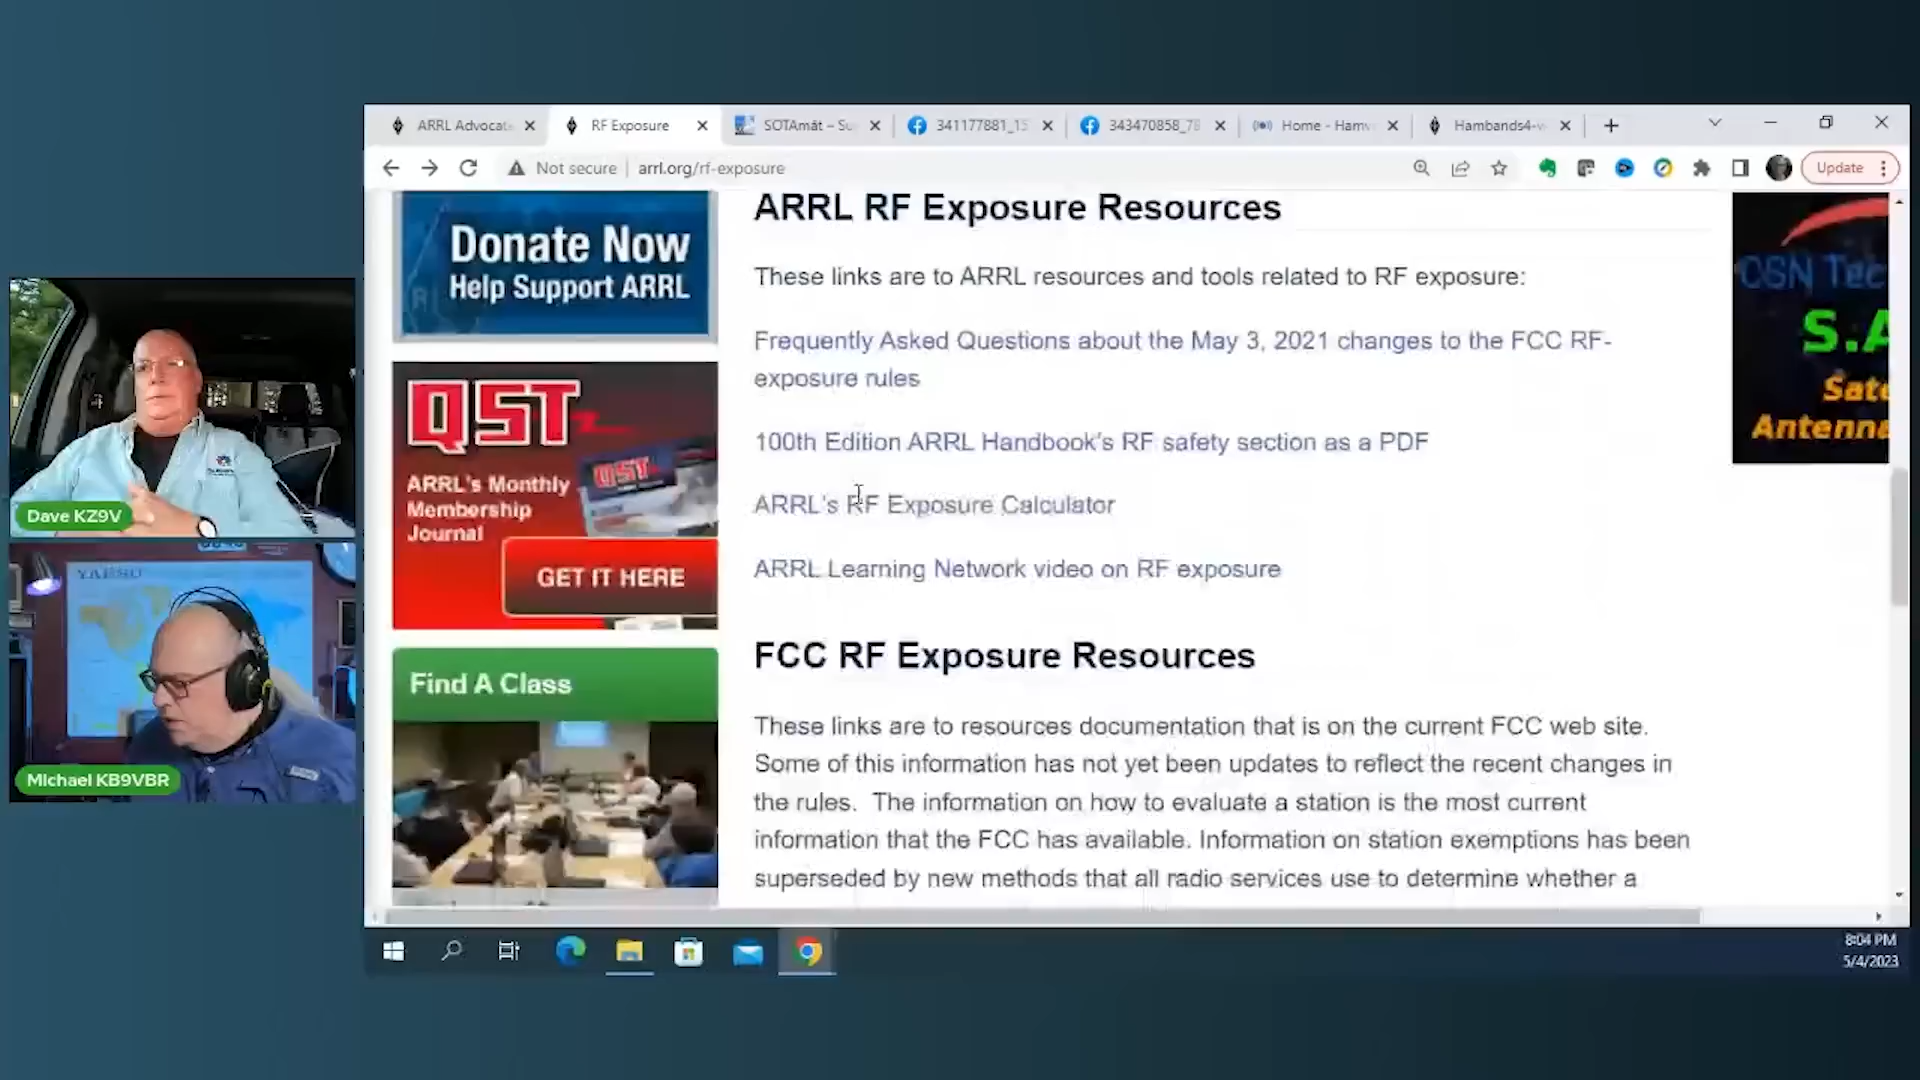 ARRL Advocat
RF Exposure
SOTAmāt – Su
341177881_15
343470858_78
Home - Hamv
Hambands4-v
Not secure
arrl.org/rf-exposure
Update
Donate Now
Help Support ARRL
QST
ARRL's Monthly
Membership
Journal
QST
GET IT HERE
Find A Class
ARRL RF Exposure Resources
These links are to ARRL resources and tools related to RF exposure:
Frequently Asked Questions about the May 3, 2021 changes to the FCC RF-
exposure rules
100th Edition ARRL Handbook's RF safety section as a PDF
ARRL's RF Exposure Calculator
ARRL Learning Network video on RF exposure
FCC RF Exposure Resources
These links are to resources documentation that is on the current FCC web site.
Some of this information has not yet been updates to reflect the recent changes in
the rules. The information on how to evaluate a station is the most current
information that the FCC has available. Information on station exemptions has been
superseded by new methods that all radio services use to determine whether a
CSN Tec
S.A
Sate
Antenna
Dave KZ9V
YAESU
Michael KB9VBR
8:04 PM
5/4/2023